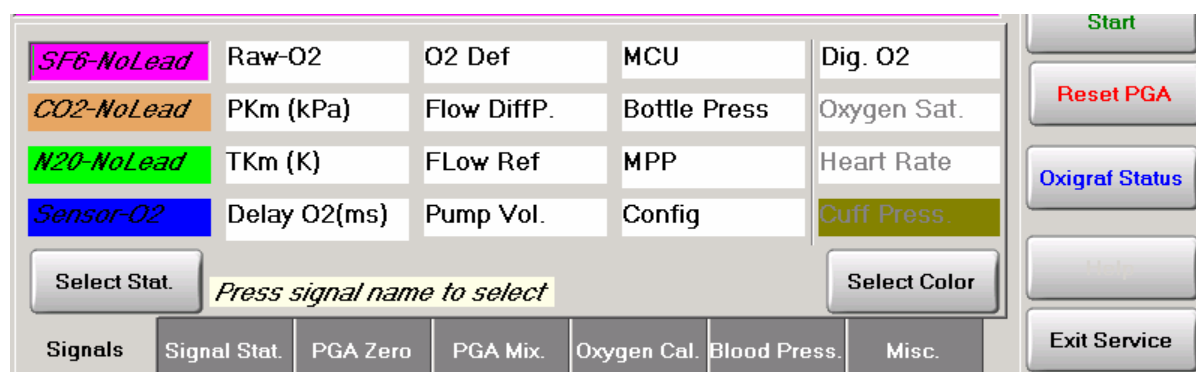 Start
SF6-NoLead Raw-O2 O2 Def MCU Dig. O2
Reset PGA
CO2-NoLead PKm (kPa) Flow DiffP. Bottle Press Oxygen Sat.
N20-NoLead TKm (K) FLow Ref MPP Heart Rate
Oxigraf Status
Sensor-O2 Delay O2(ms) Pump Vol. Config Cuff Press.
Select Stat. Press signal name to select Select Color
Help
Signals Signal Stat. PGA Zero PGA Mix. Oxygen Cal. Blood Press. Misc.
Exit Service